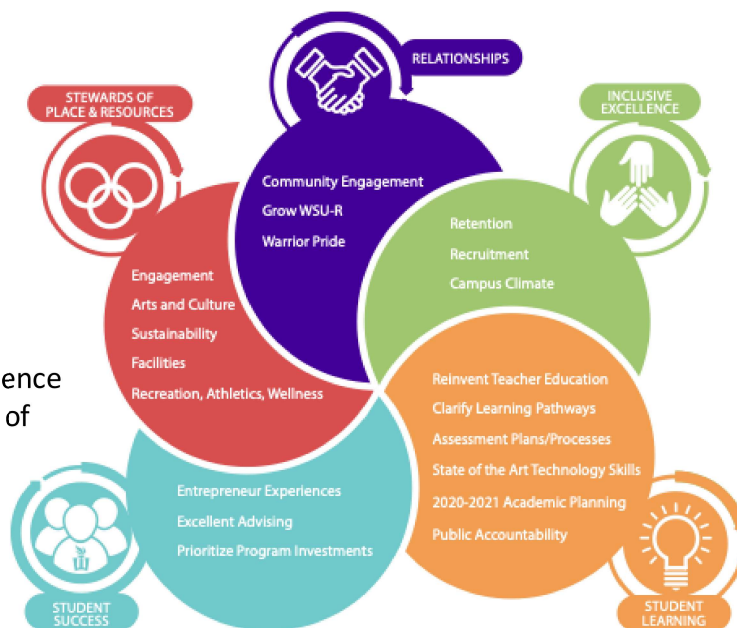 RELATIONSHIPS
Community Engagement
Grow WSU-R
Warrior Pride
INCLUSIVE
EXCELLENCE
Retention
Recruitment
Campus Climate
STEWARDS OF
PLACE & RESOURCES
Engagement
Arts and Culture
Sustainability
Facilities
Recreation, Athletics, Wellness
ence
of
Reinvent Teacher Education
Clarify Learning Pathways
Assessment Plans/Processes
State of the Art Technology Skills
2020-2021 Academic Planning
Public Accountability
STUDENT
LEARNING
Entrepreneur Experiences
Excellent Advising
Prioritize Program Investments
STUDENT
SUCCESS